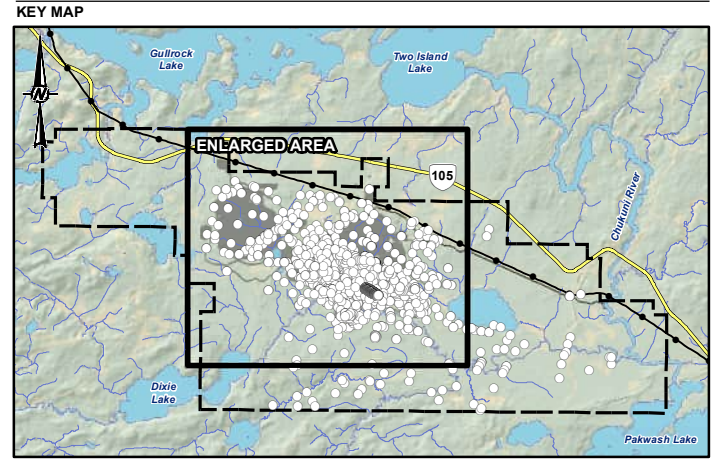 KEY MAP
Gullrock
Lake
Two Island
Lake
N
ENLARGED AREA
105
Chukuni River
Dixie
Lake
Pakwash Lake